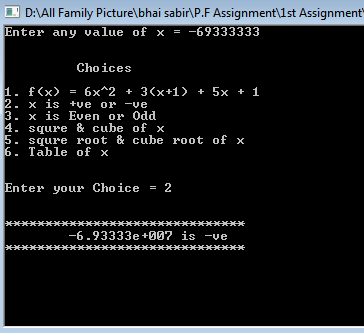 D:\All Family Picture\bhai sabir\P.F Assignment\1st Assignment\
Enter any value of x = -69333333
Choices
1. f(x) = 6x^2 + 3(x+1) + 5x + 1
2. x is +ve or -ve
3. x is Even or Odd
4. squre & cube of x
5. squre root & cube root of x
6. Table of x
Enter your Choice = 2
******************************
-6.93333e+007 is -ve
******************************